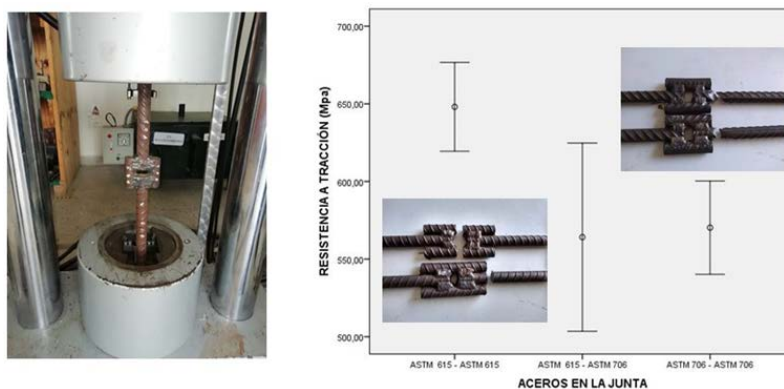 700,00
650,00
600,00
550,00
500,00
RESISTENCIA A TRACCIÓN (Mpa)
ASTM 615 - ASTM 615
ASTM 615 - ASTM 706
ASTM 706 - ASTM 706
ACEROS EN LA JUNTA